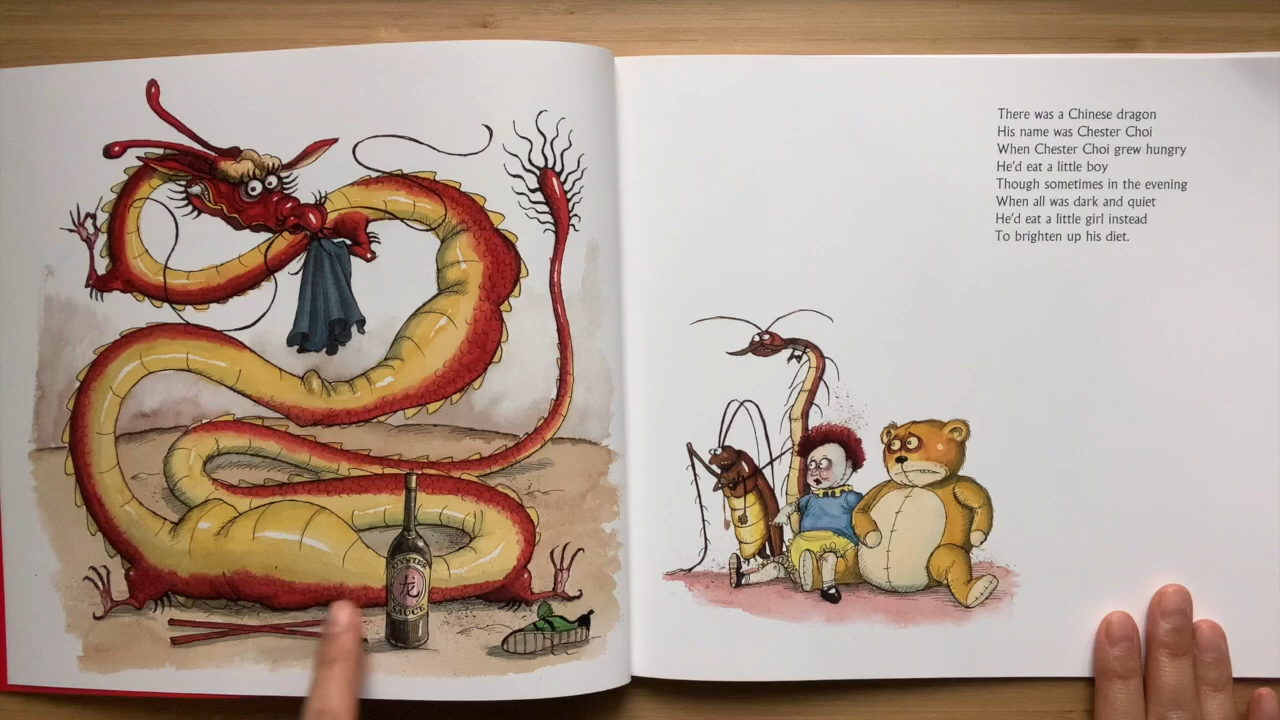 There was a Chinese dragon
His name was Chester Choi
When Chester Choi grew hungry
He'd eat a little boy
Though sometimes in the evening
When all was dark and quiet
He'd eat a little girl instead
To brighten up his diet.
OYSTER
龙
SAUCE